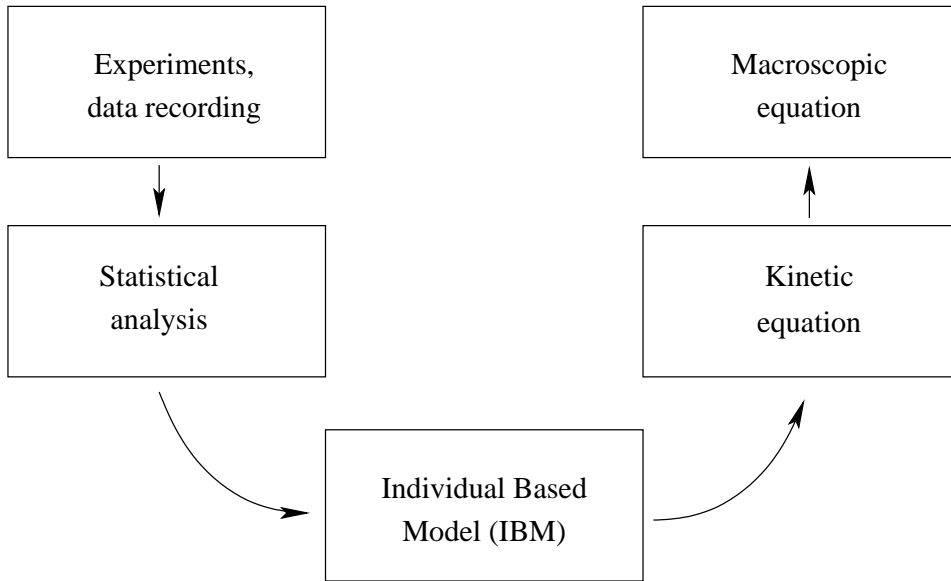 Experiments,
data recording
Statistical
analysis
Individual Based
Model (IBM)
Kinetic
equation
Macroscopic
equation